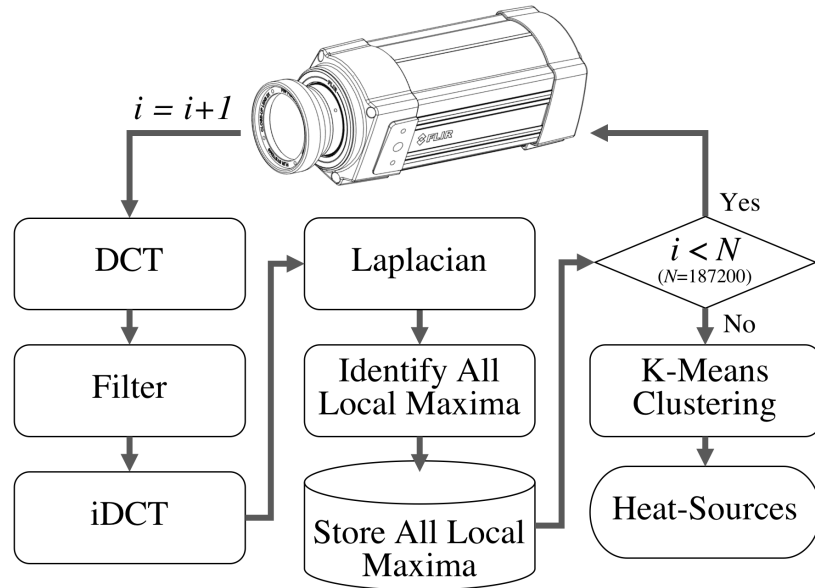 i = i+1
FLIR
DCT
Filter
iDCT
Laplacian
Identify All
Local Maxima
Store All Local
Maxima
Yes
i < N
(N=187200)
No
K-Means
Clustering
Heat-Sources